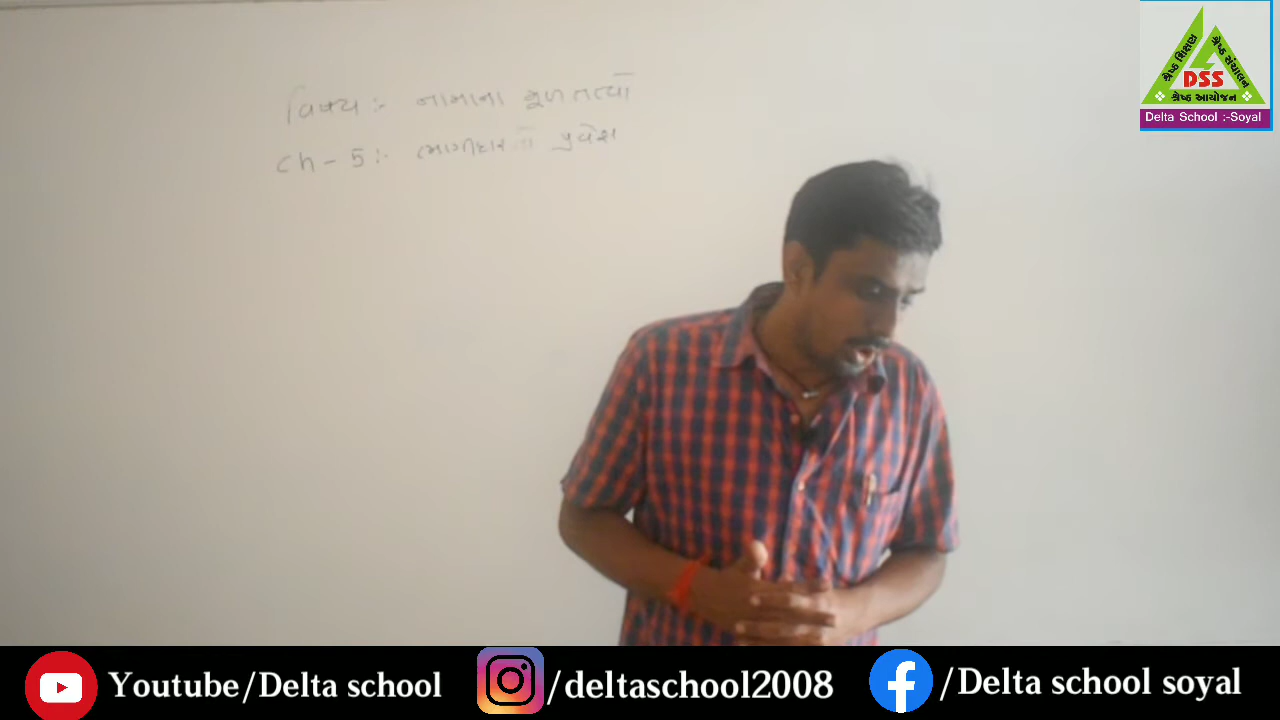 વિષય :- નામાના મૂળતત્વો
ch - 5 :- ભાગીદારનો પ્રવેશ
શ્રેષ્ઠ શિક્ષણ
શ્રેષ્ઠ સંચાલન
DSS
શ્રેષ્ઠ આયોજન
Delta School :-Soyal
Youtube/Delta school
/deltaschool2008
/Delta school soyal